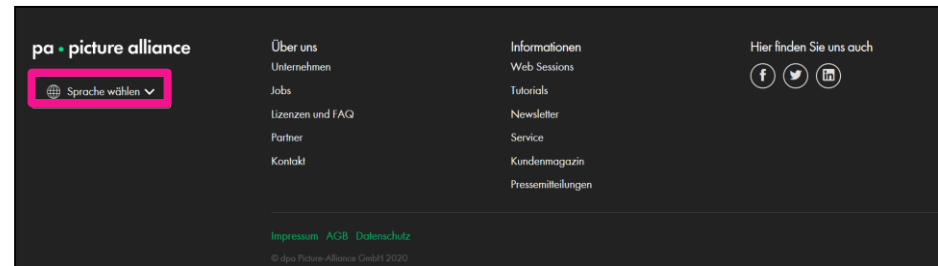 pa • picture alliance
Sprache wählen
Über uns
Unternehmen
Jobs
Lizenzen und FAQ
Partner
Kontakt
Informationen
Web Sessions
Tutorials
Newsletter
Service
Kundenmagazin
Pressemitteilungen
Hier finden Sie uns auch
Impressum AGB Datenschutz
© dpa Picture-Alliance GmbH 2020